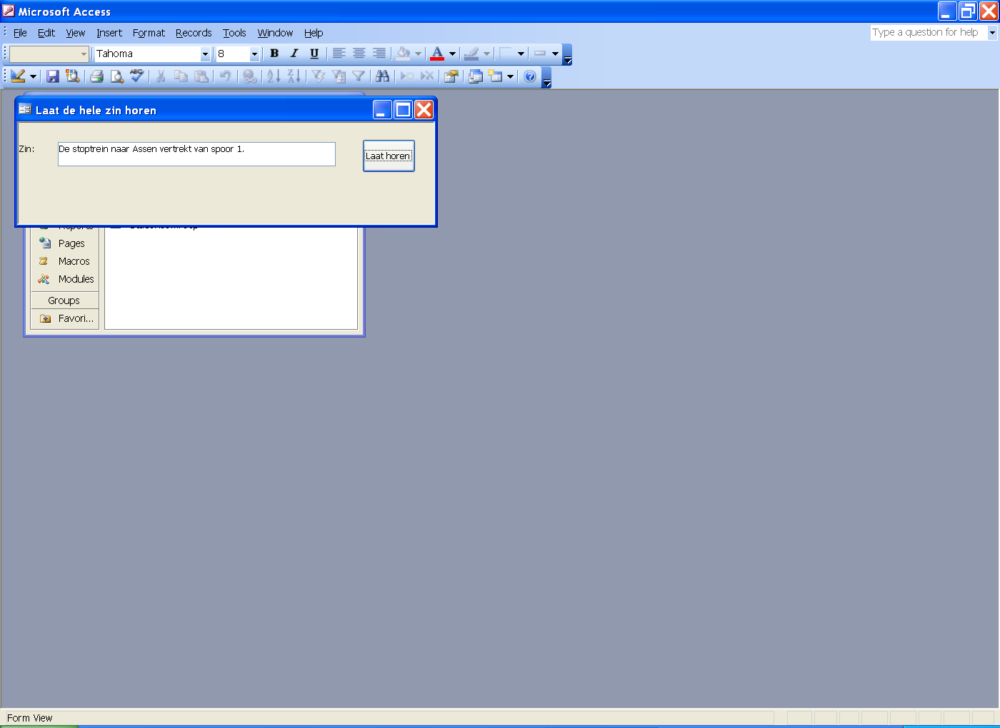 Microsoft Access
File Edit View Insert Format Records Tools Window Help
Type a question for help
Tahoma 8 B I U A
ABC A Z Z A
Laat de hele zin horen
Zin: De stoptrein naar Assen vertrekt van spoor 1. Laat horen
Reports
Pages
Macros
Modules
Groups
Favori...
Form View